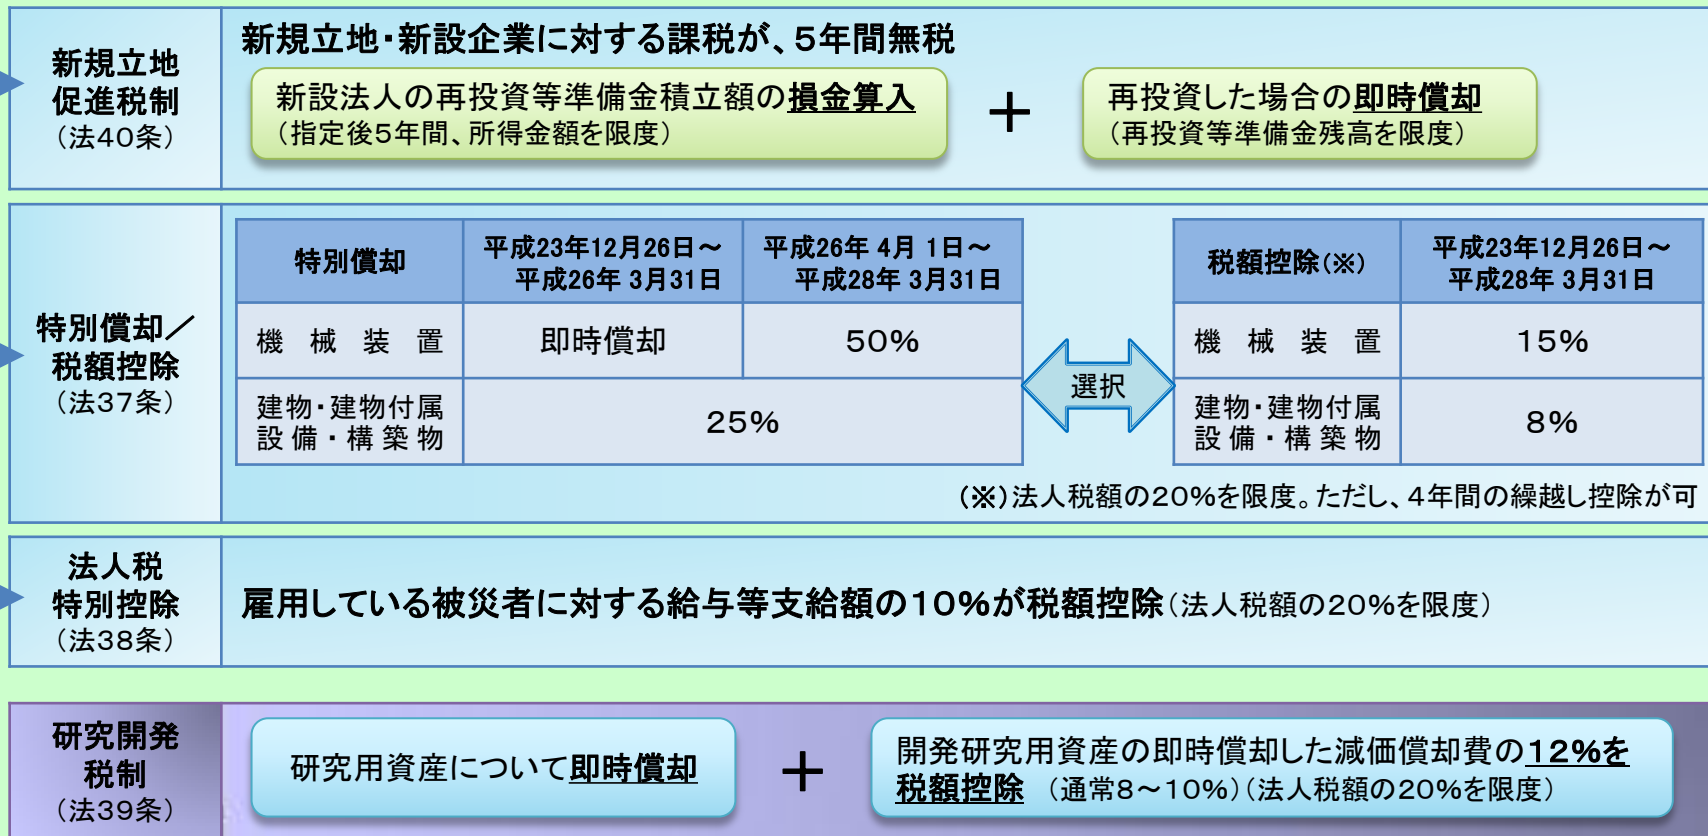 新規立地
促進税制
（法40条）
新規立地・新設企業に対する課税が、５年間無税
新設法人の再投資等準備金積立額の損金算入
（指定後５年間、所得金額を限度）
＋
再投資した場合の即時償却
（再投資等準備金残高を限度）
特別償却／
税額控除
（法37条）
特別償却
平成23年12月26日～
平成26年 3月31日
平成26年 4月 1日～
平成28年 3月31日
機械装置
即時償却
50％
建物・建物付属
設備・構築物
25％
選択
税額控除（※）
平成23年12月26日～
平成28年 3月31日
機械装置
15％
建物・建物付属
設備・構築物
8％
（※）法人税額の20％を限度。ただし、４年間の繰越し控除が可
法人税
特別控除
（法38条）
雇用している被災者に対する給与等支給額の１０％が税額控除（法人税額の20％を限度）
研究開発
税制
（法39条）
研究用資産について即時償却
＋
開発研究用資産の即時償却した減価償却費の12％を
税額控除 （通常８～10％）（法人税額の20％を限度）